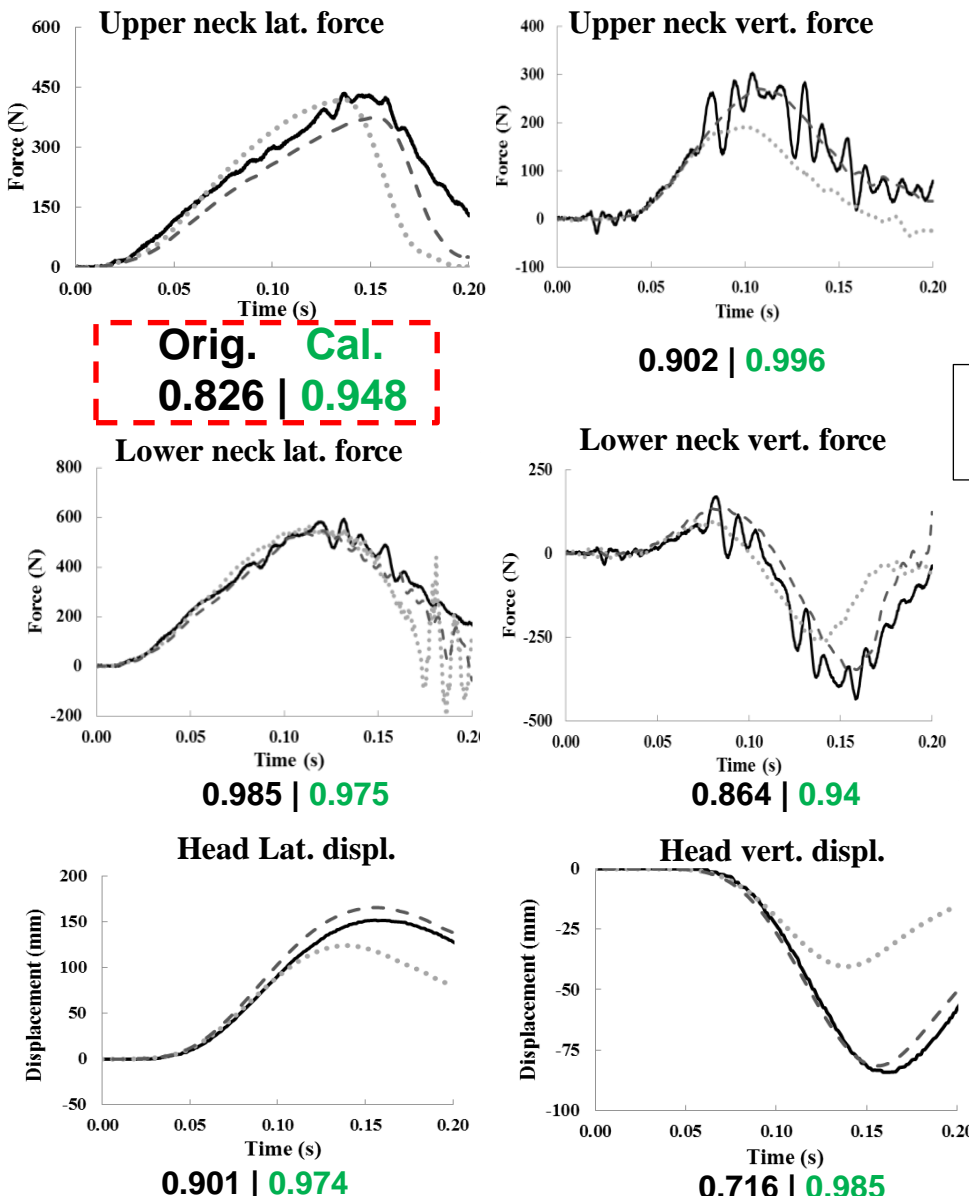 Upper neck lat. force
600
450
300
150
0
Force (N)
0.00 0.05 0.10 0.15 0.20
Time (s)
Orig. Cal.
0.826 | 0.948
Upper neck vert. force
400
300
200
100
0
-100
Force (N)
0.00 0.05 0.10 0.15 0.20
Time (s)
0.902 | 0.996
Lower neck lat. force
800
600
400
200
0
-200
Force (N)
0.00 0.05 0.10 0.15 0.20
Time (s)
0.985 | 0.975
Lower neck vert. force
250
0
-250
-500
Force (N)
0.00 0.05 0.10 0.15 0.20
Time (s)
0.864 | 0.94
Head Lat. displ.
200
150
100
50
0
-50
Displacement (mm)
0.00 0.05 0.10 0.15 0.20
Time (s)
0.901 | 0.974
Head vert. displ.
0
-25
-50
-75
-100
Displacement (mm)
0.00 0.05 0.10 0.15 0.20
Time (s)
0.716 | 0.985